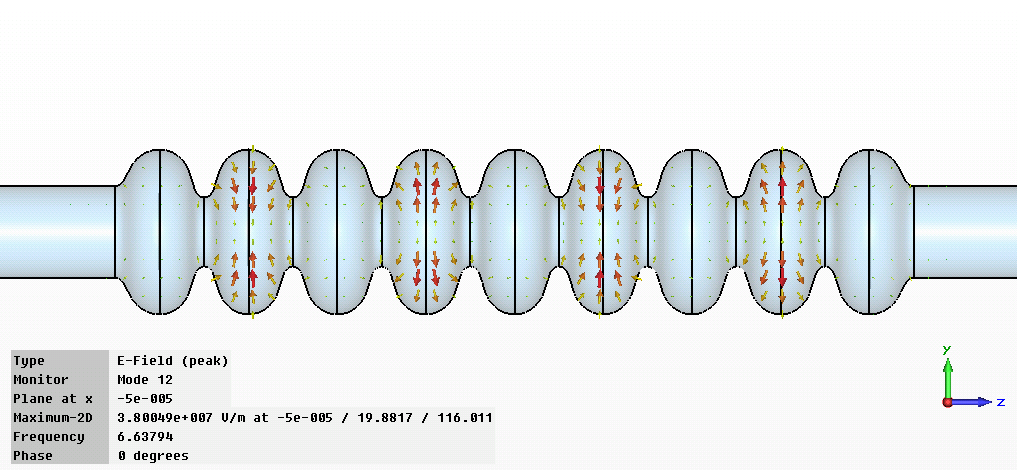 Type E-Field (peak)
Monitor Mode 12
Plane at x -5e-005
Maximum-2D 3.80049e+007 V/m at -5e-005 / 19.8817 / 116.011
Frequency 6.63794
Phase 0 degrees
y
z